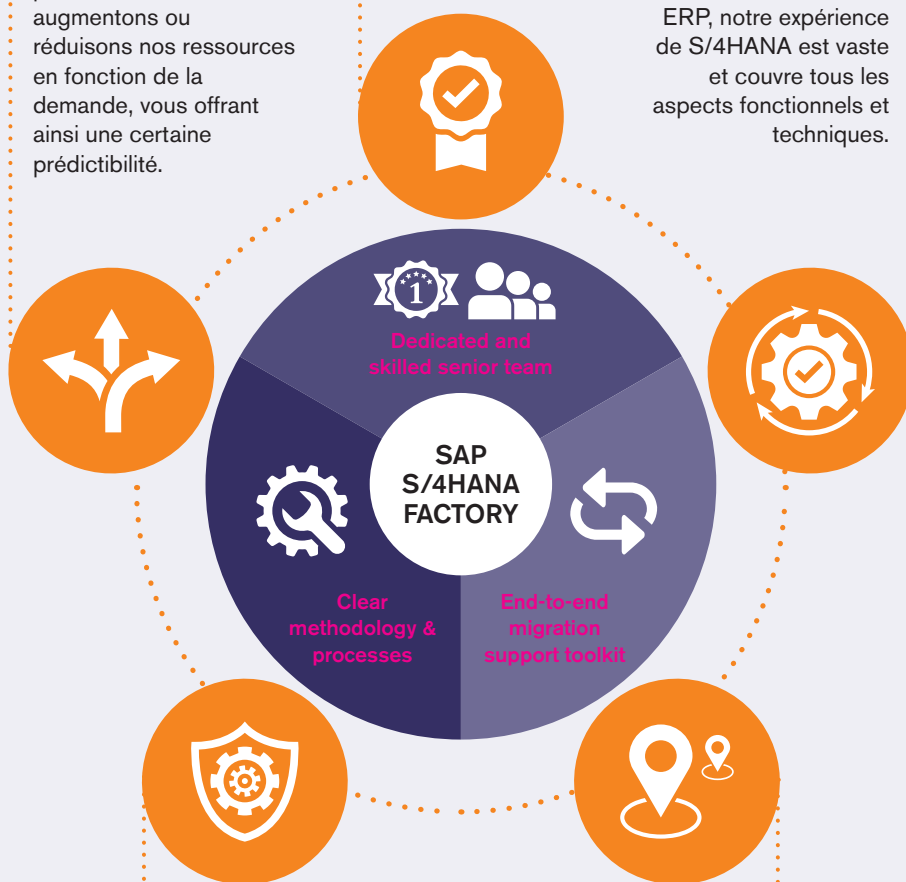 augmentons ou
réduisons nos ressources
en fonction de la
demande, vous offrant
ainsi une certaine
prédictibilité.
ERP, notre expérience
de S/4HANA est vaste
et couvre tous les
aspects fonctionnels et
techniques.
1
Dedicated and
skilled senior team
SAP
S/4HANA
FACTORY
Clear
methodology &
processes
End-to-end
migration
support toolkit